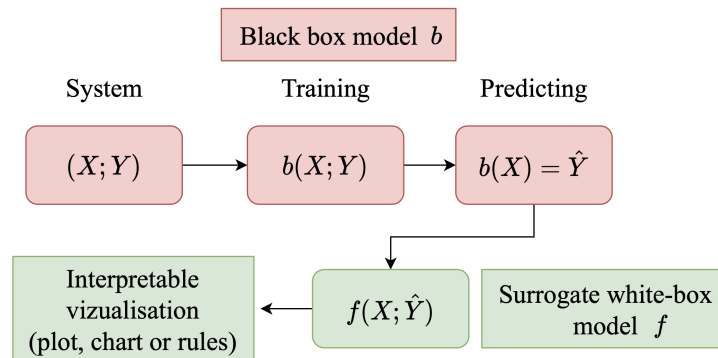 Black box model b
System
Training
Predicting
(X; Y)
b(X; Y)
b(X) = Ŷ
Interpretable
vizualisation
(plot, chart or rules)
f(X; Ŷ)
Surrogate white-box
model f